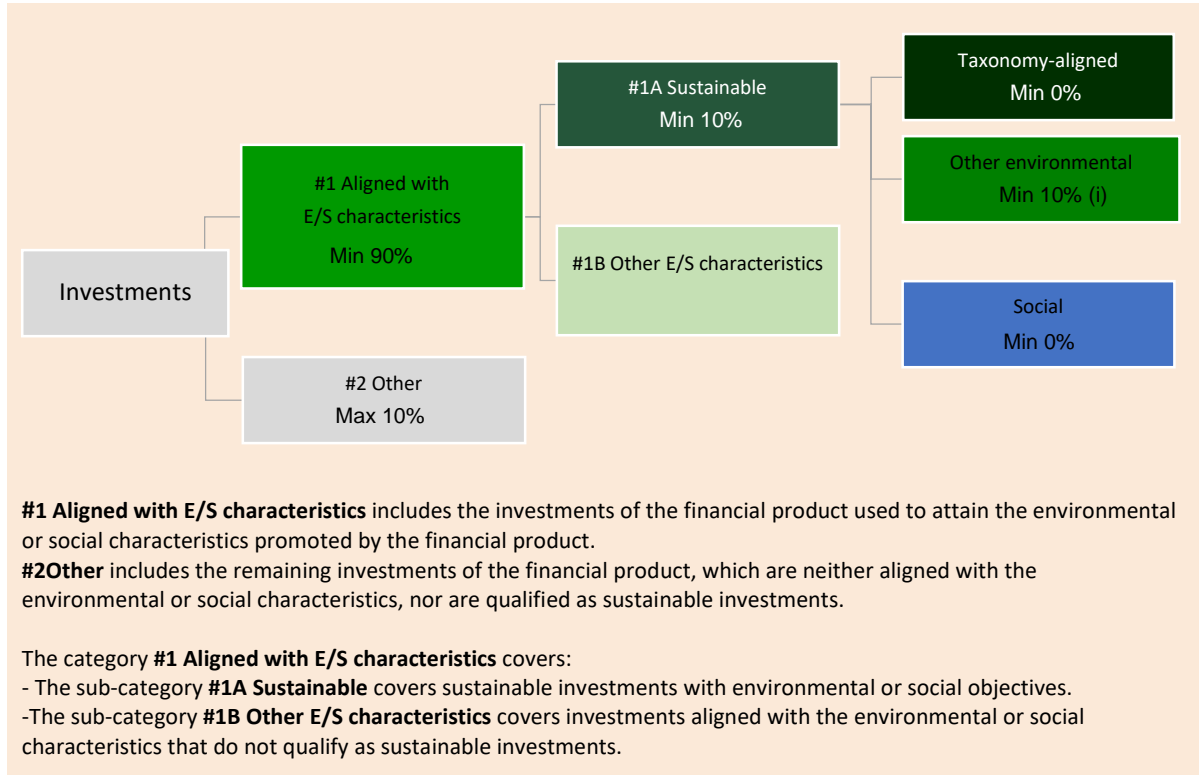 Investments
#1 Aligned with
E/S characteristics
Min 90%
#2 Other
Max 10%
#1A Sustainable
Min 10%
#1B Other E/S characteristics
Taxonomy-aligned
Min 0%
Other environmental
Min 10% (i)
Social
Min 0%
#1 Aligned with E/S characteristics includes the investments of the financial product used to attain the environmental
or social characteristics promoted by the financial product.
#2Other includes the remaining investments of the financial product, which are neither aligned with the
environmental or social characteristics, nor are qualified as sustainable investments.
The category #1 Aligned with E/S characteristics covers:
- The sub-category #1A Sustainable covers sustainable investments with environmental or social objectives.
-The sub-category #1B Other E/S characteristics covers investments aligned with the environmental or social
characteristics that do not qualify as sustainable investments.